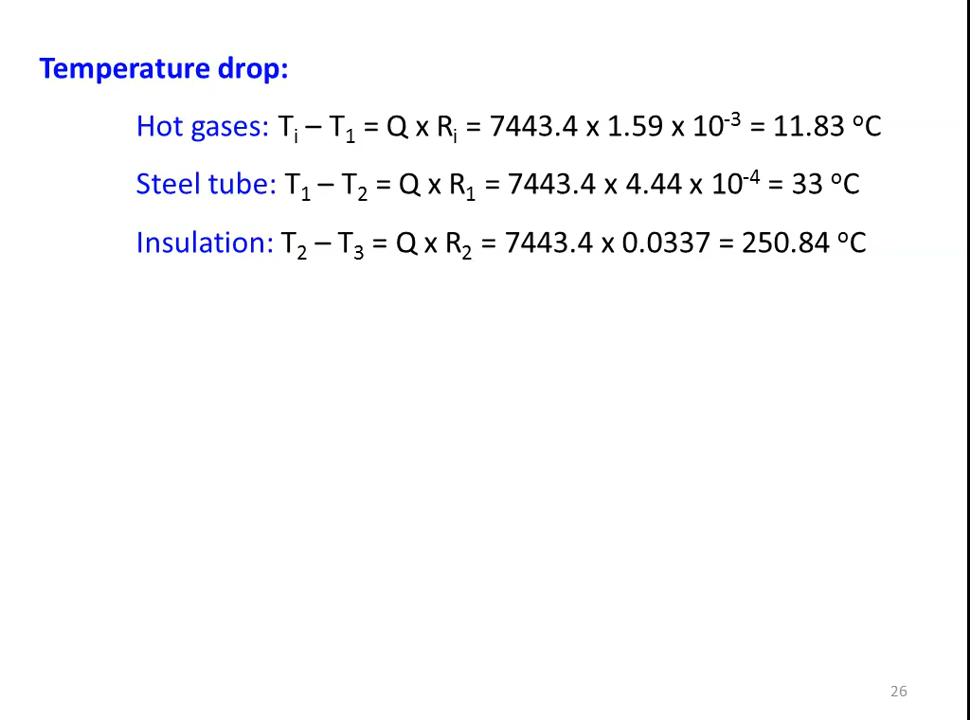 Temperature drop:
Hot gases: Tᵢ – T₁ = Q x Rᵢ = 7443.4 x 1.59 x 10⁻³ = 11.83 ᵒC
Steel tube: T₁ – T₂ = Q x R₁ = 7443.4 x 4.44 x 10⁻⁴ = 33 ᵒC
Insulation: T₂ – T₃ = Q x R₂ = 7443.4 x 0.0337 = 250.84 ᵒC
26